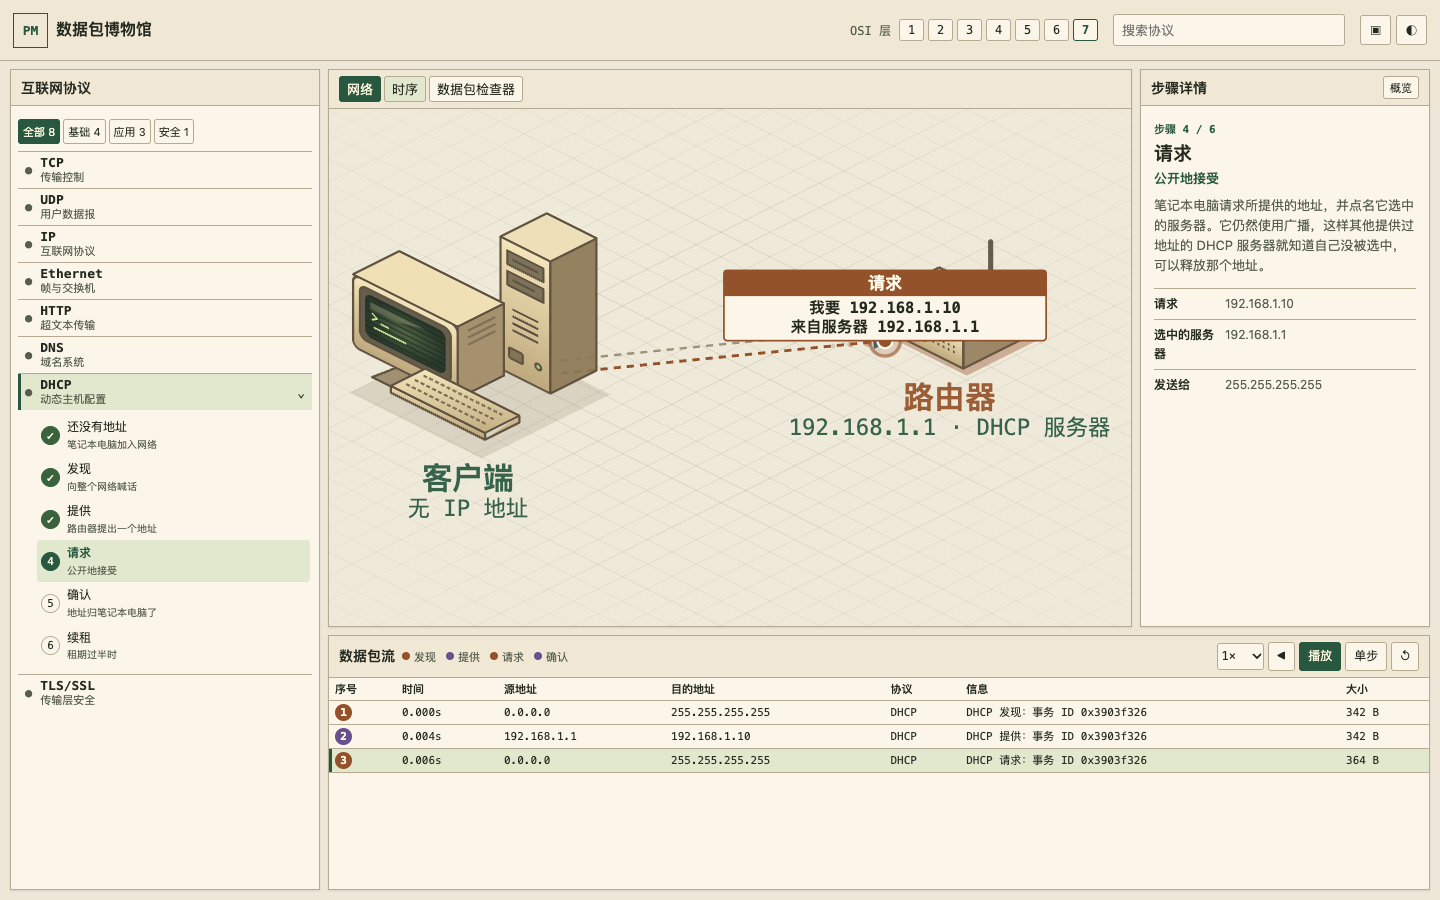 PM 数据包博物馆
OSI 层 1 2 3 4 5 6 7
搜索协议
互联网协议
全部 8 基础 4 应用 3 安全 1
TCP
传输控制
UDP
用户数据报
IP
互联网协议
Ethernet
帧与交换机
HTTP
超文本传输
DNS
域名系统
DHCP
动态主机配置
✓ 还没有地址
笔记本电脑加入网络
✓ 发现
向整个网络喊话
✓ 提供
路由器提出一个地址
4 请求
公开地接受
5 确认
地址归笔记本电脑了
6 续租
租期过半时
TLS/SSL
传输层安全
网络 时序 数据包检查器
请求
我要 192.168.1.10
来自服务器 192.168.1.1
>_
路由器
192.168.1.1 · DHCP 服务器
客户端
无 IP 地址
步骤详情 概览
步骤 4 / 6
请求
公开地接受
笔记本电脑请求所提供的地址，并点名它选中
的服务器。它仍然使用广播，这样其他提供过
地址的 DHCP 服务器就知道自己没被选中，
可以释放那个地址。
请求 192.168.1.10
选中的服务器 192.168.1.1
发送给 255.255.255.255
数据包流 发现 提供 请求 确认
1× 播放 单步
序号 时间 源地址 目的地址 协议 信息 大小
1 0.000s 0.0.0.0 255.255.255.255 DHCP DHCP 发现：事务 ID 0x3903f326 342 B
2 0.004s 192.168.1.1 192.168.1.10 DHCP DHCP 提供：事务 ID 0x3903f326 342 B
3 0.006s 0.0.0.0 255.255.255.255 DHCP DHCP 请求：事务 ID 0x3903f326 364 B